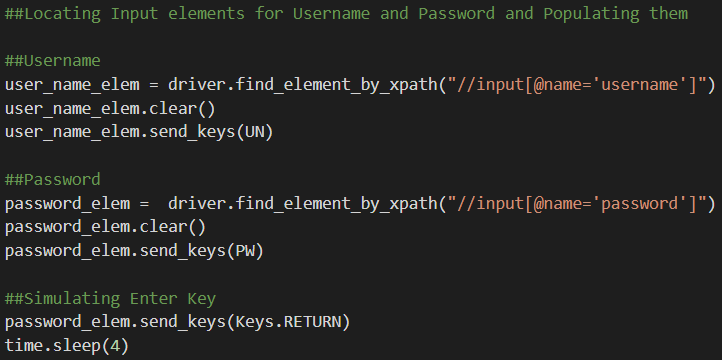 ##Locating Input elements for Username and Password and Populating them
##Username
user_name_elem = driver.find_element_by_xpath("//input[@name='username']")
user_name_elem.clear()
user_name_elem.send_keys(UN)
##Password
password_elem =  driver.find_element_by_xpath("//input[@name='password']")
password_elem.clear()
password_elem.send_keys(PW)
##Simulating Enter Key
password_elem.send_keys(Keys.RETURN)
time.sleep(4)